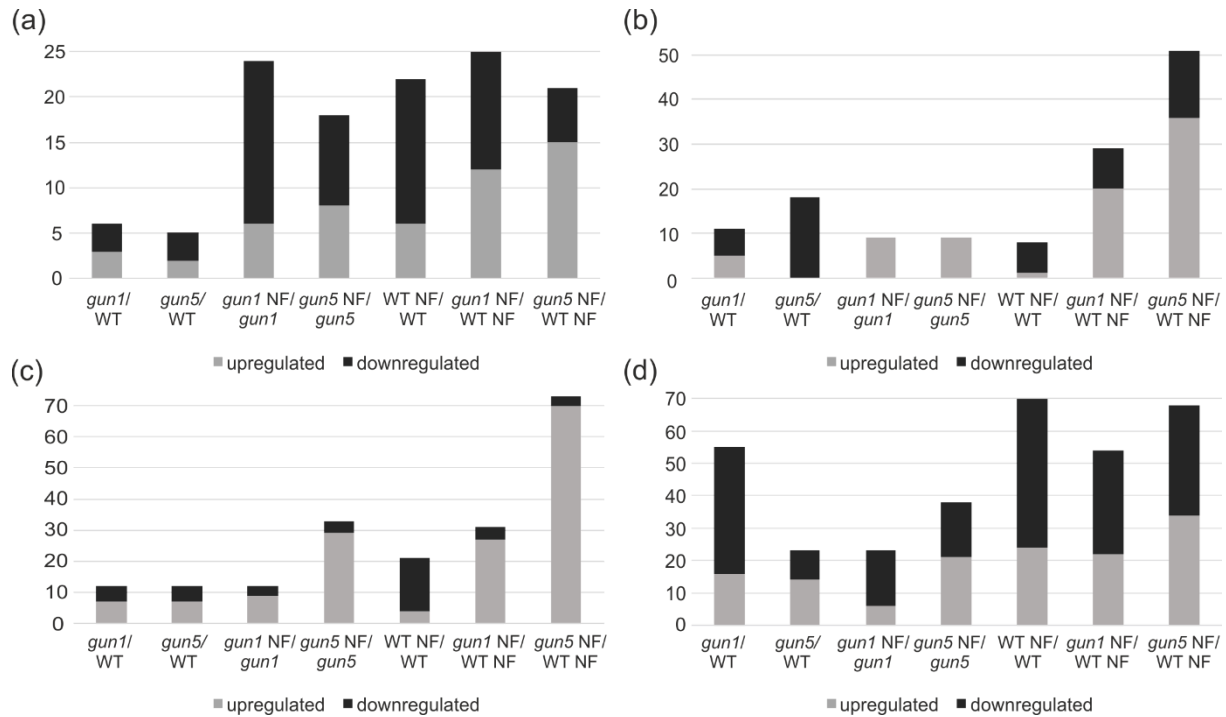 (a)
25
20
15
10
5
0
gun1/ gun5/ gun1 NF/ gun5 NF/ WT NF/ gun1 NF/ gun5 NF/
WT WT gun1 gun5 WT WT NF WT NF
upregulated downregulated
(b)
50
40
30
20
10
0
gun1/ gun5/ gun1 NF/ gun5 NF/ WT NF/ gun1 NF/ gun5 NF/
WT WT gun1 gun5 WT WT NF WT NF
upregulated downregulated
(c)
70
60
50
40
30
20
10
0
gun1/ gun5/ gun1 NF/ gun5 NF/ WT NF/ gun1 NF/ gun5 NF/
WT WT gun1 gun5 WT WT NF WT NF
upregulated downregulated
(d)
70
60
50
40
30
20
10
0
gun1/ gun5/ gun1 NF/ gun5 NF/ WT NF/ gun1 NF/ gun5 NF/
WT WT gun1 gun5 WT WT NF WT NF
upregulated downregulated